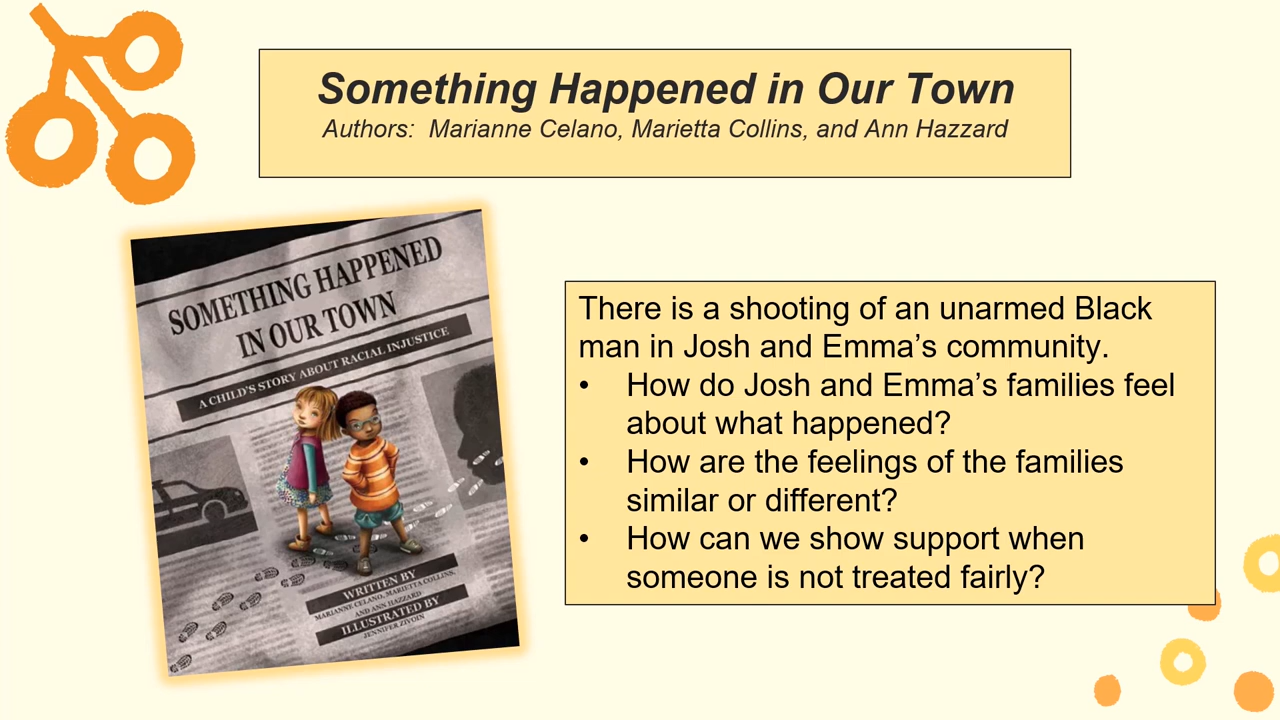 Something Happened in Our Town
Authors:  Marianne Celano, Marietta Collins, and Ann Hazzard
SOMETHING HAPPENED
IN OUR TOWN
A CHILD'S STORY ABOUT RACIAL INJUSTICE
WRITTEN BY
MARIANNE CELANO, MARIETTA COLLINS,
AND ANN HAZZARD
ILLUSTRATED BY
JENNIFER ZIVOIN
There is a shooting of an unarmed Black
man in Josh and Emma’s community.
• How do Josh and Emma’s families feel
about what happened?
• How are the feelings of the families
similar or different?
• How can we show support when
someone is not treated fairly?